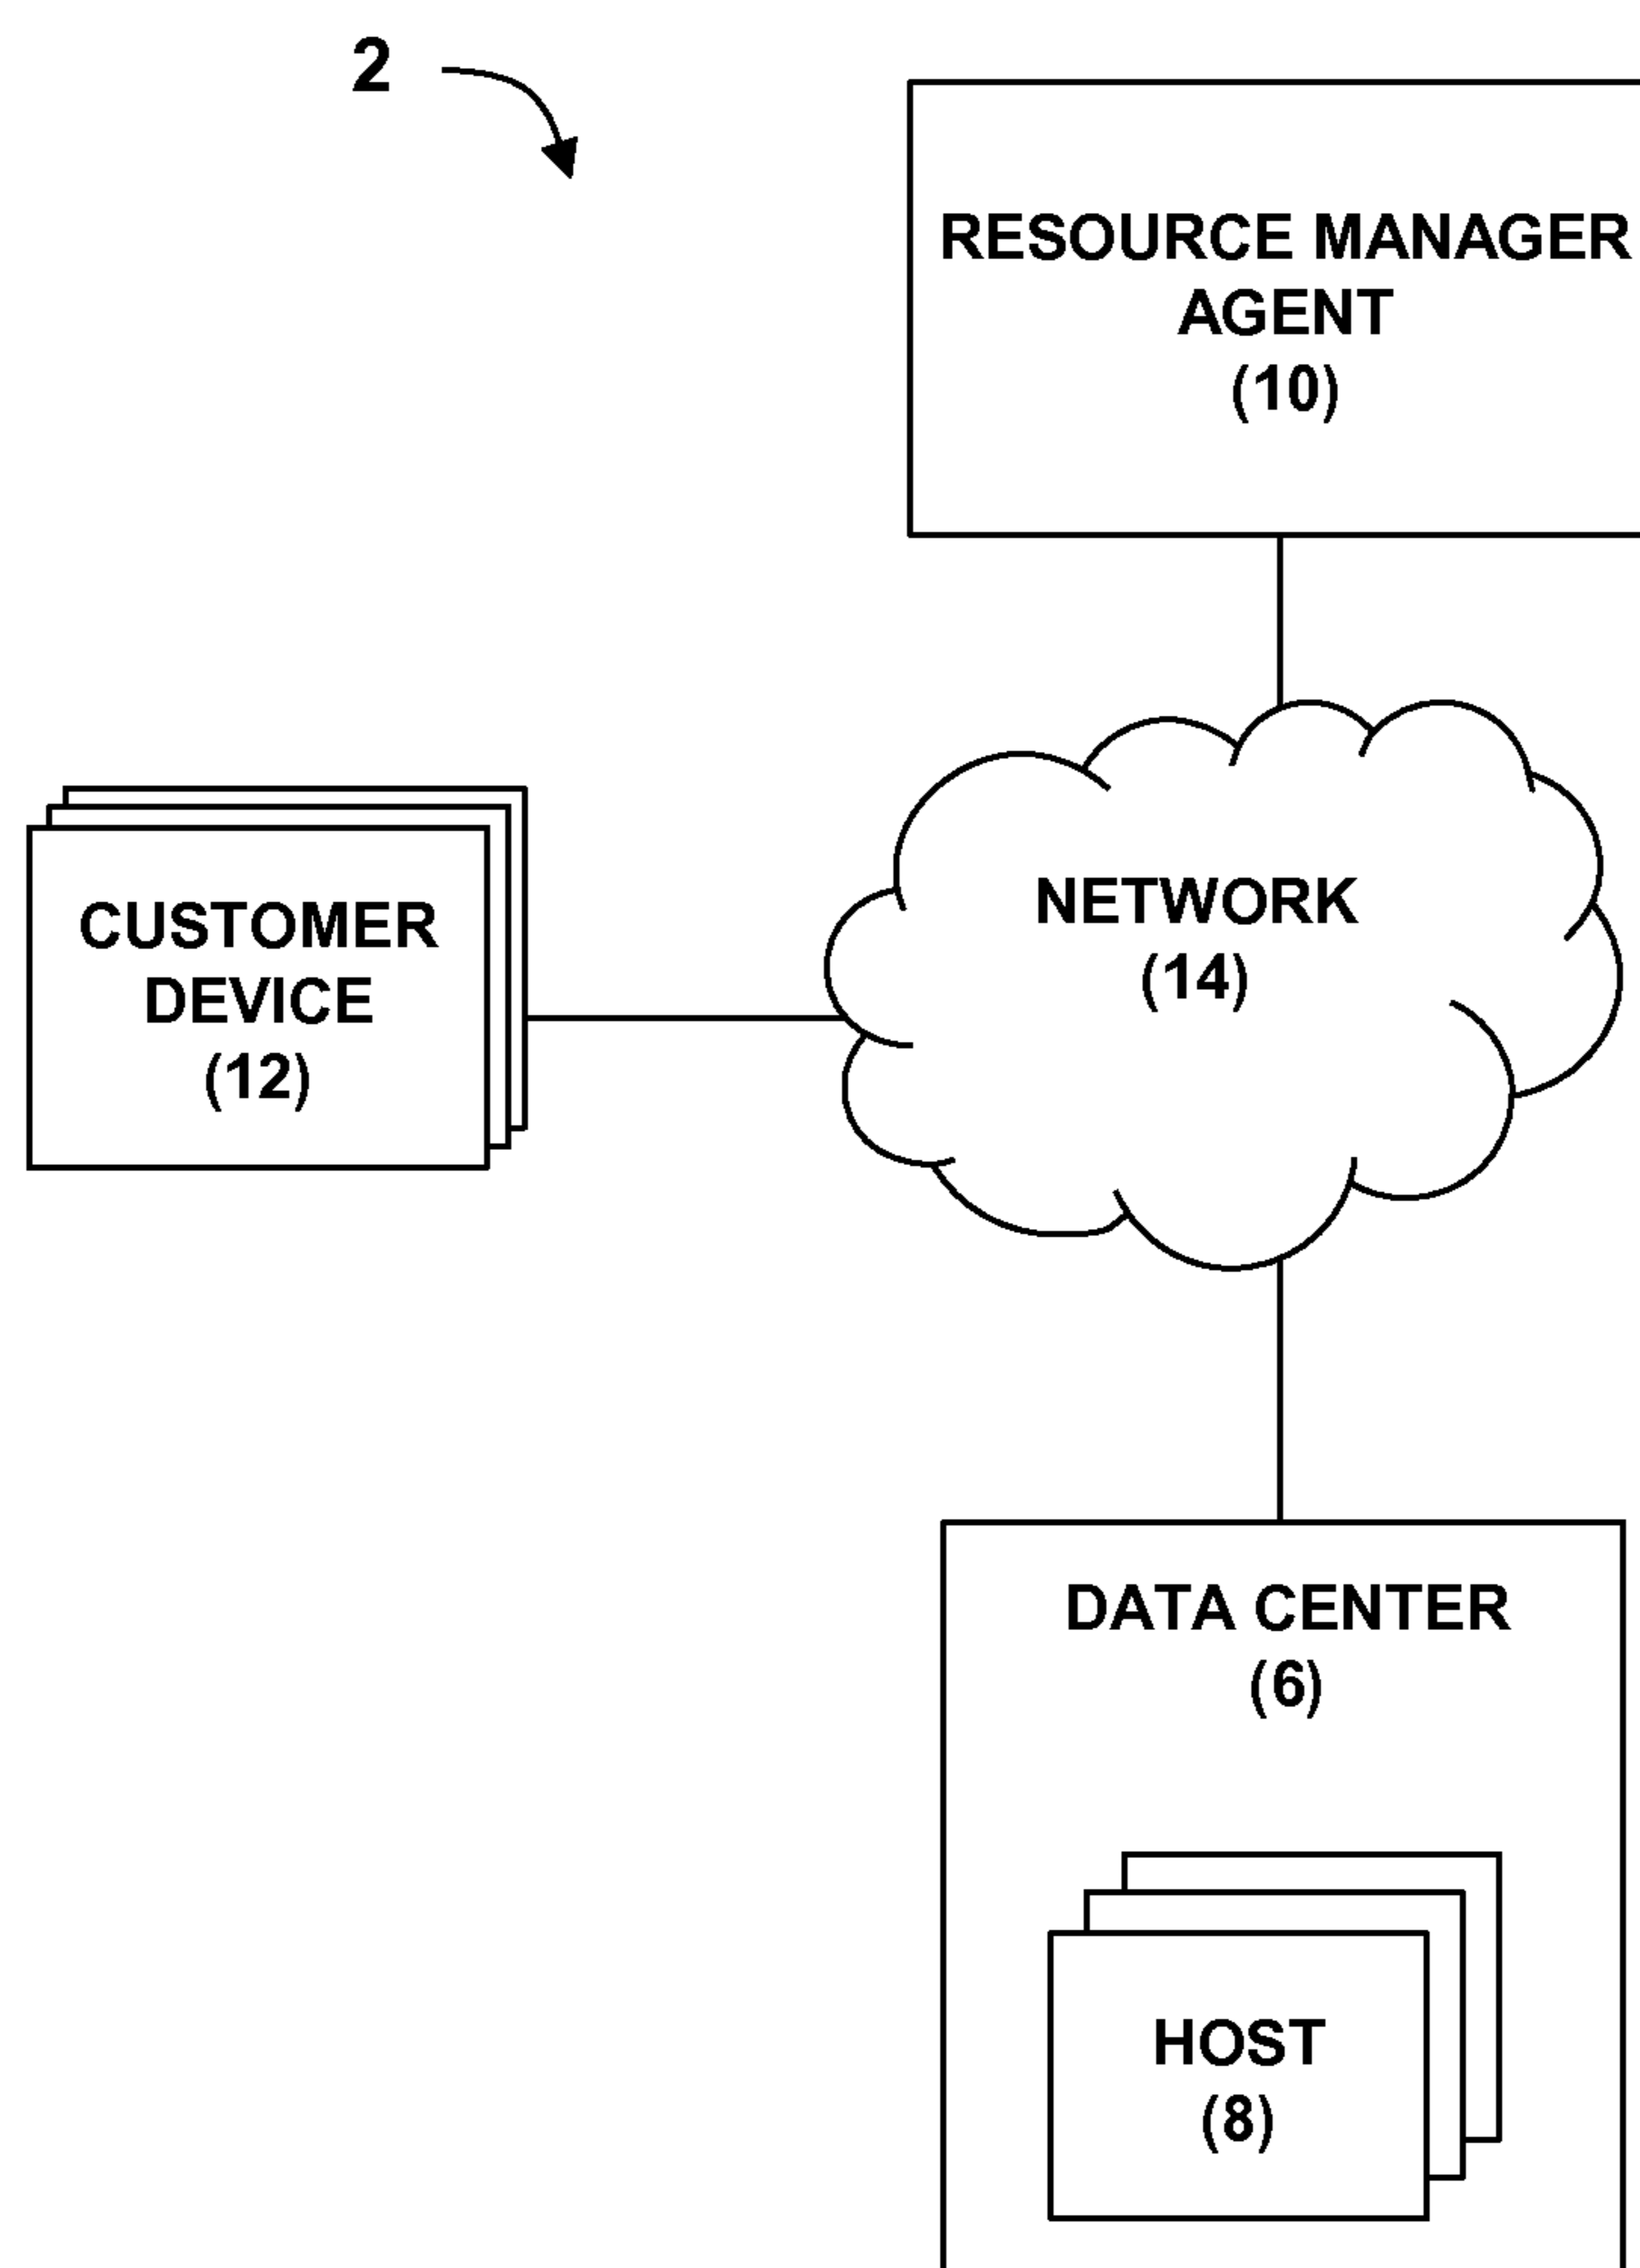 2
RESOURCE MANAGER
AGENT
(10)
CUSTOMER
DEVICE
(12)
NETWORK
(14)
DATA CENTER
(6)
HOST
(8)